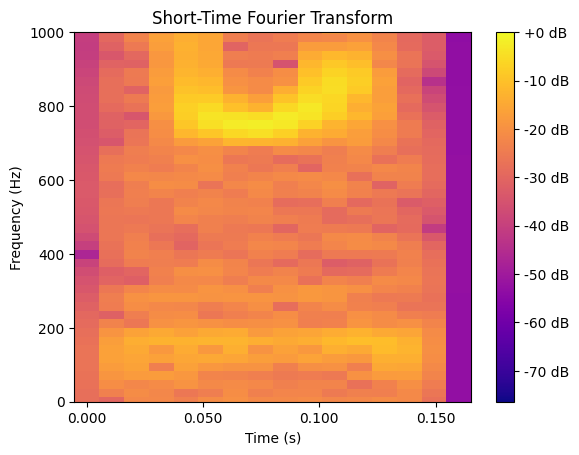 Short-Time Fourier Transform
1000
800
600
400
200
0
Frequency (Hz)
0.000
0.050
0.100
0.150
Time (s)
+0 dB
-10 dB
-20 dB
-30 dB
-40 dB
-50 dB
-60 dB
-70 dB